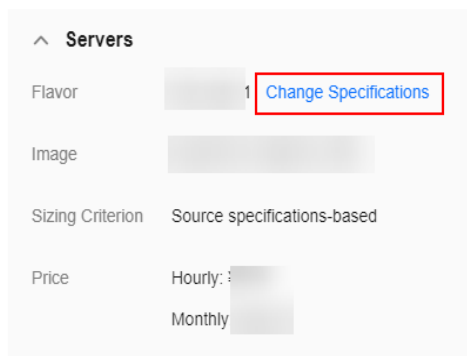 Servers
Flavor 1 Change Specifications
Image
Sizing Criterion Source specifications-based
Price Hourly: ¥
Monthly